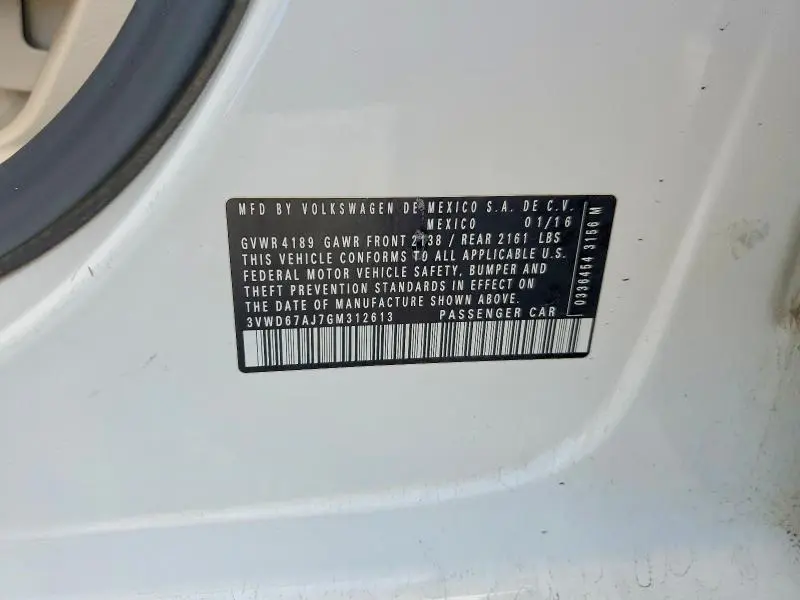 MFD BY VOLKSWAGEN DE MEXICO S.A. DE C.V.
MEXICO 01/16
GVWR 4189 GAWR FRONT 2138 / REAR 2161 LBS
THIS VEHICLE CONFORMS TO ALL APPLICABLE U.S.
FEDERAL MOTOR VEHICLE SAFETY, BUMPER AND
THEFT PREVENTION STANDARDS IN EFFECT ON
THE DATE OF MANUFACTURE SHOWN ABOVE.
3VWD67AJ7GM312613 PASSENGER CAR
0336454 3156 M